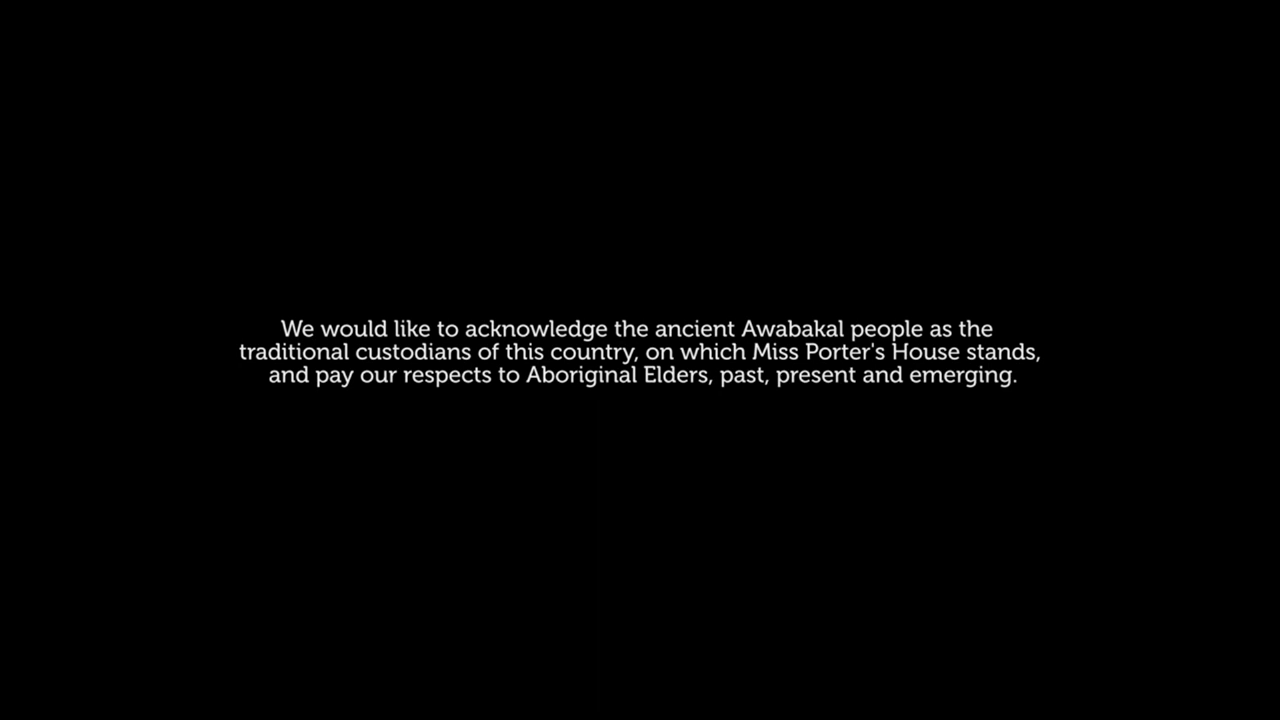 We would like to acknowledge the ancient Awabakal people as the
traditional custodians of this country, on which Miss Porter's House stands,
and pay our respects to Aboriginal Elders, past, present and emerging.